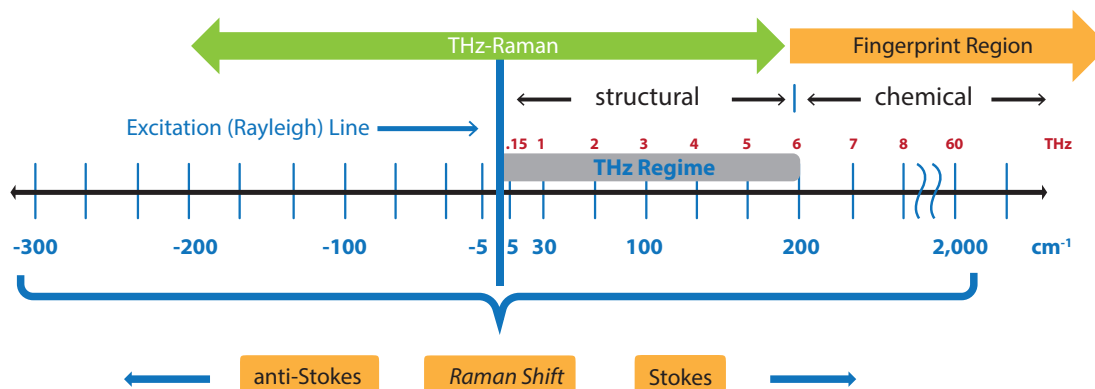 THz-Raman Fingerprint Region
structural chemical
Excitation (Rayleigh) Line
.15 1 2 3 4 5 6 7 8 60 THz
THz Regime
-300 -200 -100 -5 5 30 100 200 2,000 cm⁻¹
anti-Stokes Raman Shift Stokes